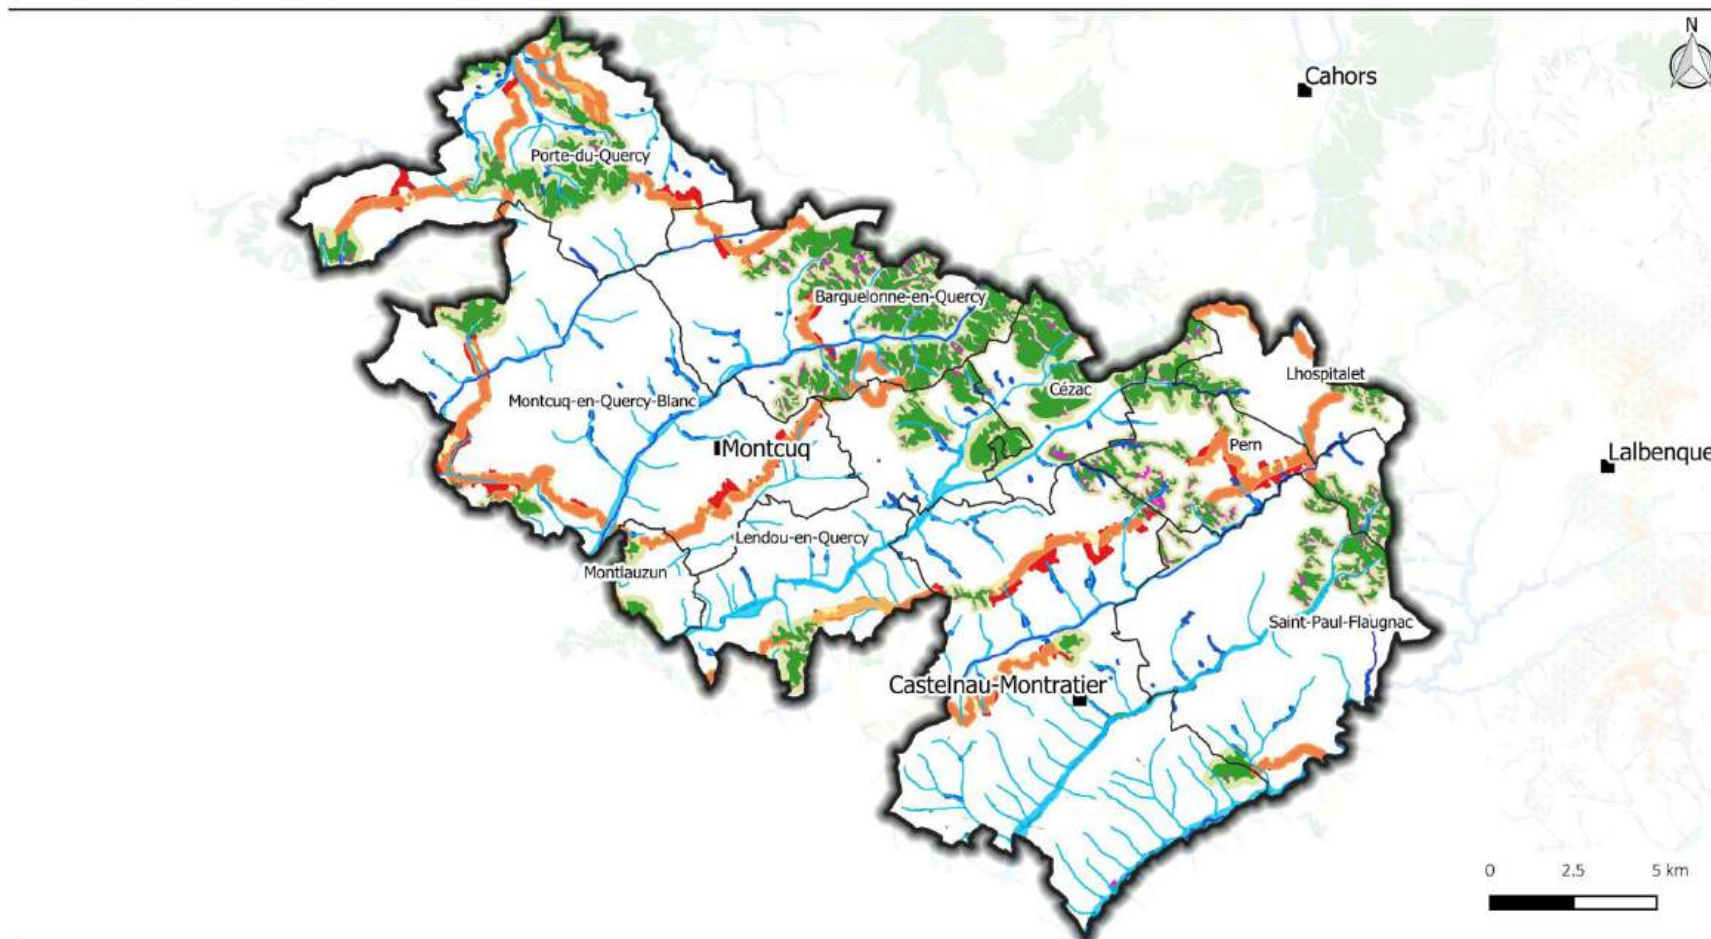 N
Cahors
Porte-du-Quercy
Barguelonne-en-Quercy
Lhospitalet
Cézac
Montcuq-en-Quercy-Blanc
Montcuq
Pern
Lalbenque
Lendou-en-Quercy
Montlauzun
Saint-Paul-Flaugnac
Castelnau-Montratier
0 2.5 5 km